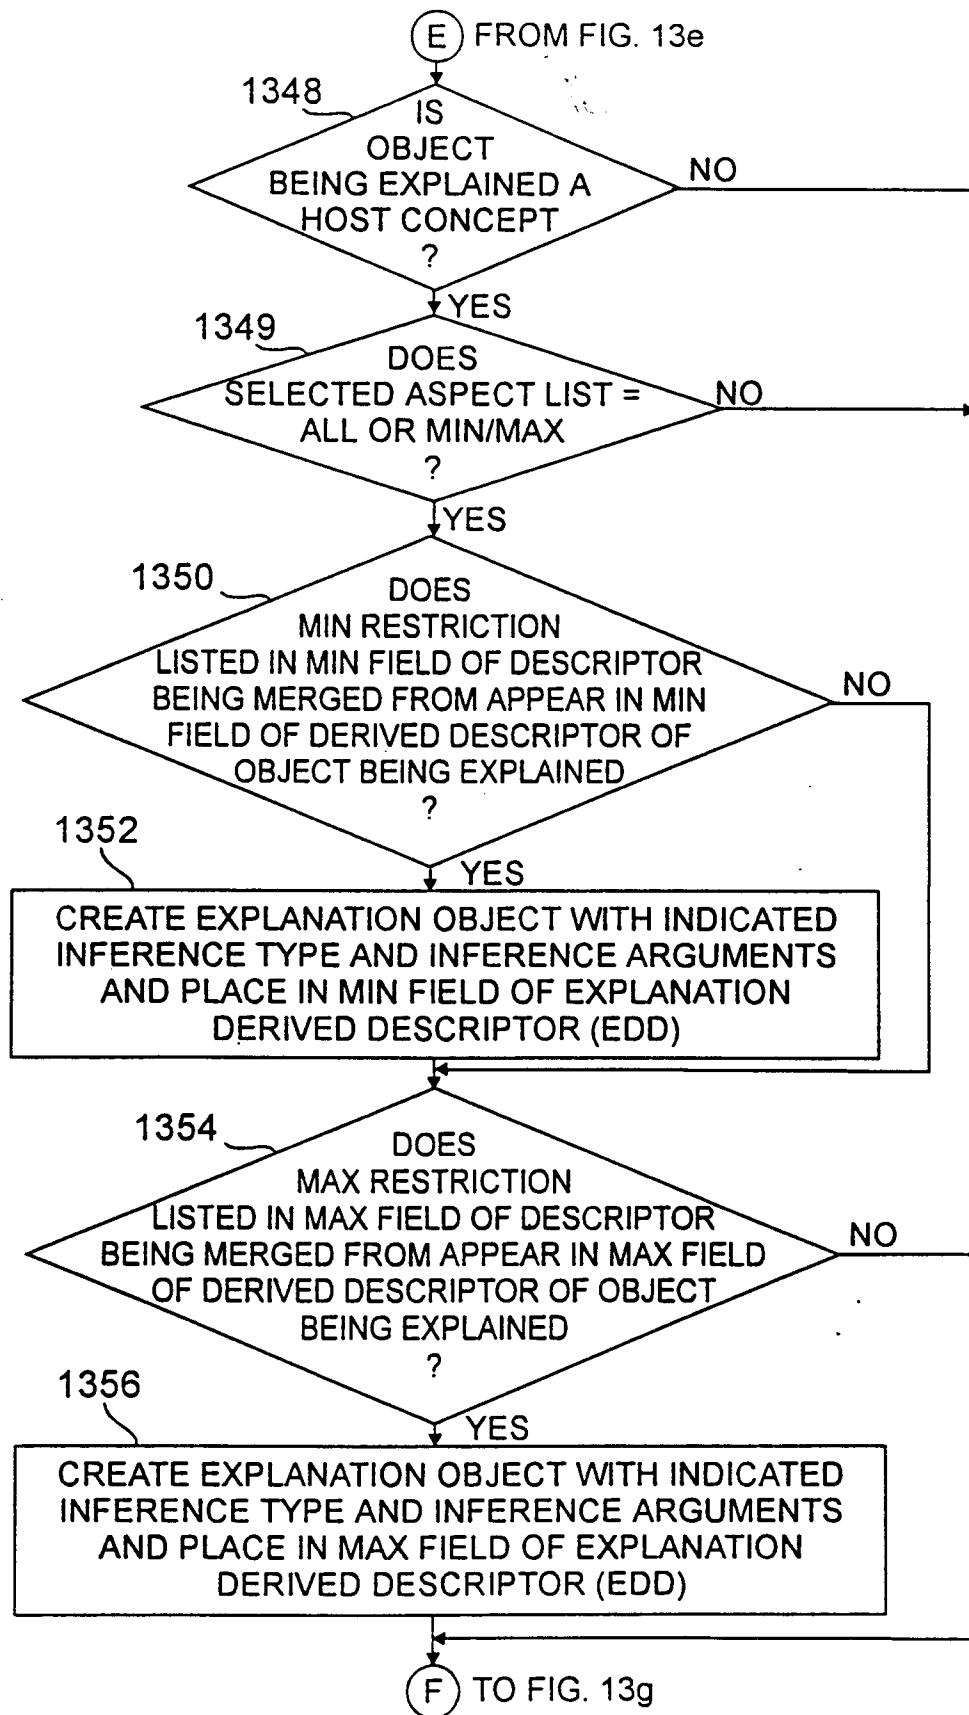 E FROM FIG. 13e
1348
IS
OBJECT
BEING EXPLAINED A
HOST CONCEPT
?
NO
YES
1349
DOES
SELECTED ASPECT LIST =
ALL OR MIN/MAX
?
NO
YES
1350
DOES
MIN RESTRICTION
LISTED IN MIN FIELD OF DESCRIPTOR
BEING MERGED FROM APPEAR IN MIN
FIELD OF DERIVED DESCRIPTOR OF
OBJECT BEING EXPLAINED
?
NO
YES
1352
CREATE EXPLANATION OBJECT WITH INDICATED
INFERENCE TYPE AND INFERENCE ARGUMENTS
AND PLACE IN MIN FIELD OF EXPLANATION
DERIVED DESCRIPTOR (EDD)
1354
DOES
MAX RESTRICTION
LISTED IN MAX FIELD OF DESCRIPTOR
BEING MERGED FROM APPEAR IN MAX FIELD
OF DERIVED DESCRIPTOR OF OBJECT
BEING EXPLAINED
?
NO
YES
1356
CREATE EXPLANATION OBJECT WITH INDICATED
INFERENCE TYPE AND INFERENCE ARGUMENTS
AND PLACE IN MAX FIELD OF EXPLANATION
DERIVED DESCRIPTOR (EDD)
F TO FIG. 13g